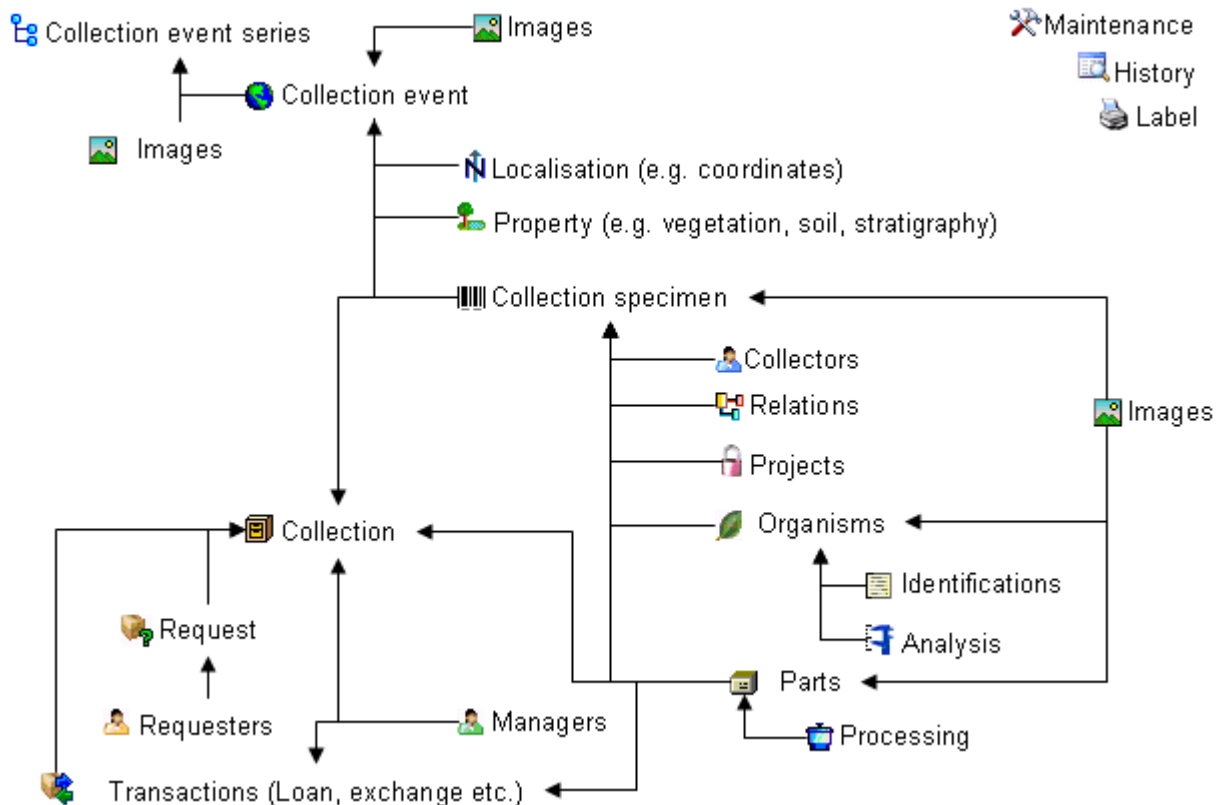 Collection event series
Images
Maintenance
History
Collection event
Label
Images
Localisation (e.g. coordinates)
Property (e.g. vegetation, soil, stratigraphy)
Collection specimen
Collectors
Relations
Images
Projects
Collection
Organisms
Identifications
Request
Analysis
Parts
Requesters
Managers
Processing
Transactions (Loan, exchange etc.)